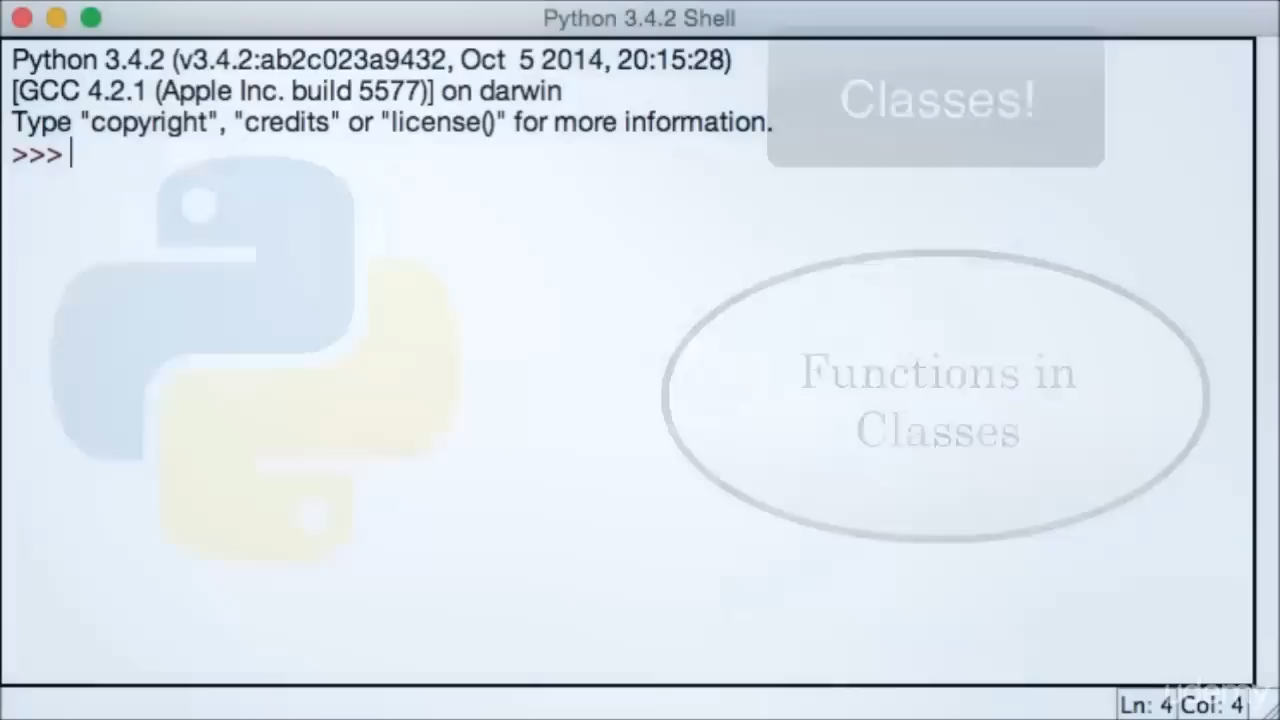 Python 3.4.2 Shell
Python 3.4.2 (v3.4.2:ab2c023a9432, Oct  5 2014, 20:15:28)
[GCC 4.2.1 (Apple Inc. build 5577)] on darwin
Type "copyright", "credits" or "license()" for more information.
>>>
Classes!
Functions in
Classes
udemy
Ln: 4 Col: 4